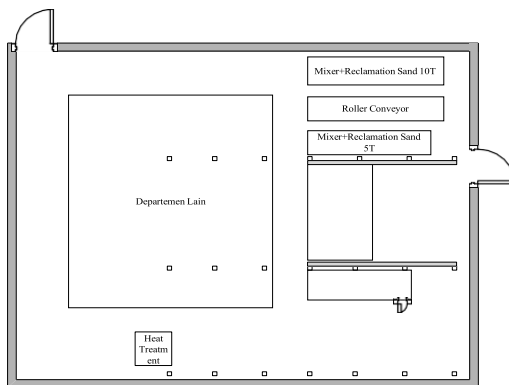 Mixer+Reclamation Sand 10T
Roller Conveyor
Mixer+Reclamation Sand
5T
Departemen Lain
Heat
Treatm
ent